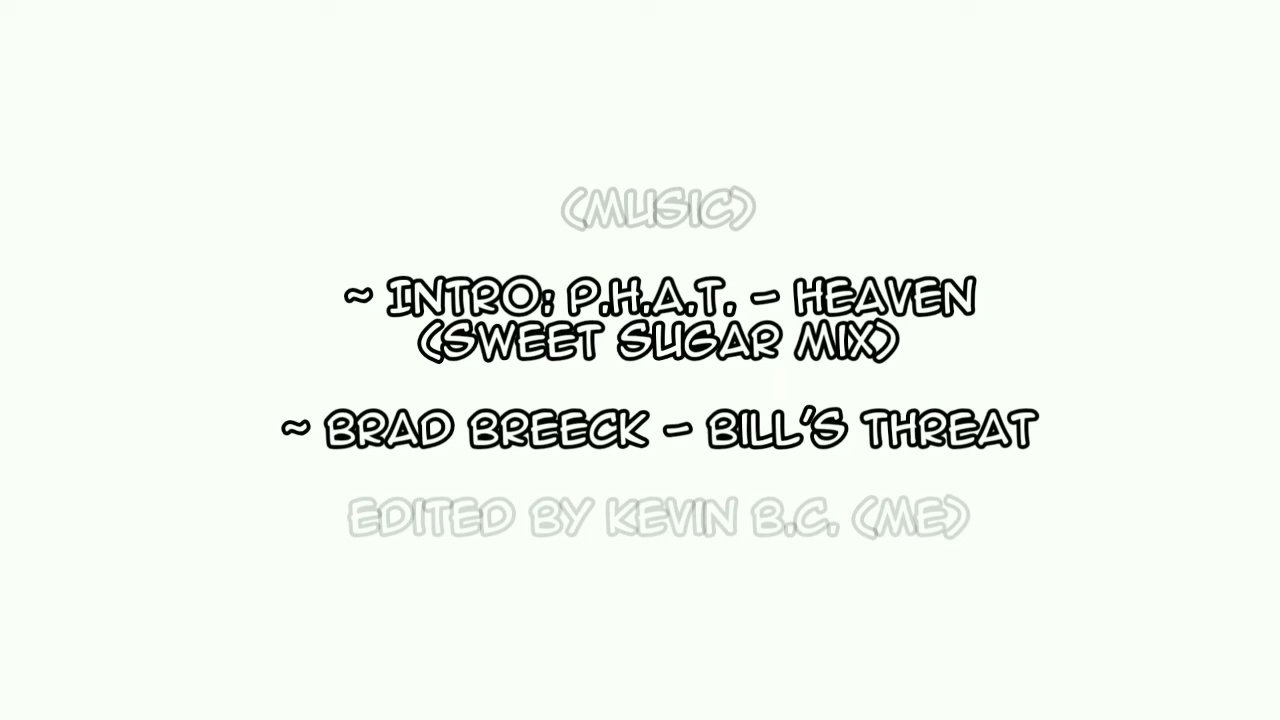 (MUSIC)
~ INTRO: P.H.A.T. - HEAVEN
(SWEET SUGAR MIX)
~ BRAD BREECK - BILL'S THREAT
EDITED BY KEVIN B.C. (ME)